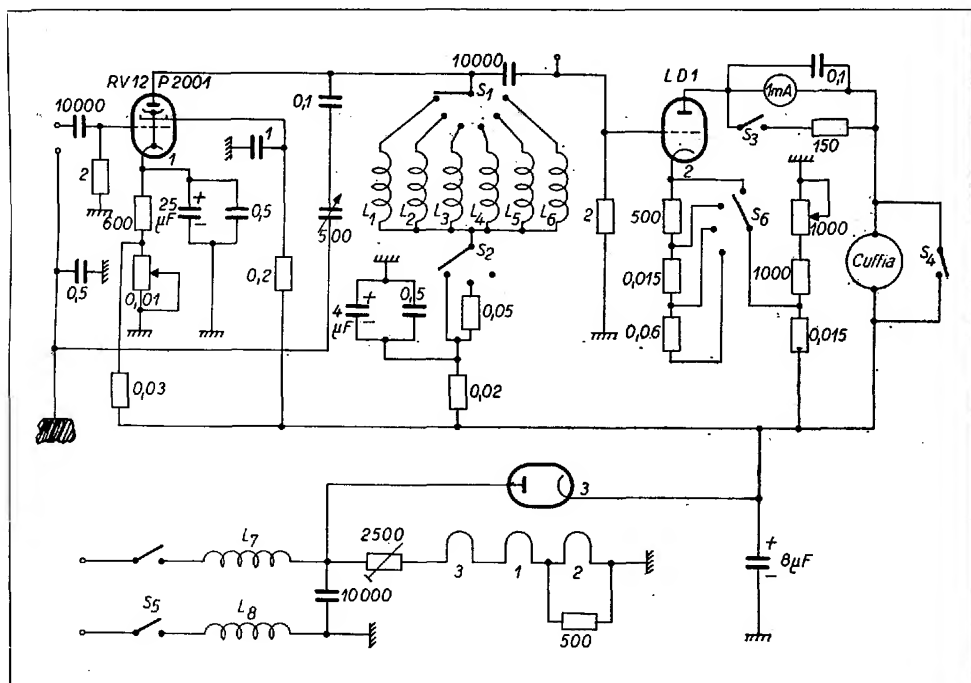 RV12 P2001
10000
2
600
25 µF
+
-
0,5
0,01
0,5
0,03
1
1
0,2
0,1
500
10000
S1
L1 L2 L3 L4 L5 L6
S2
4 µF
+
-
0,5
0,05
0,02
2
LD1
2
500
0,015
0,06
S6
0,1
1mA
S3
150
1000
1000
0,015
Cuffia
S4
3
L7
2500
3 1 2
10000
S5
L8
500
+
8µF
-